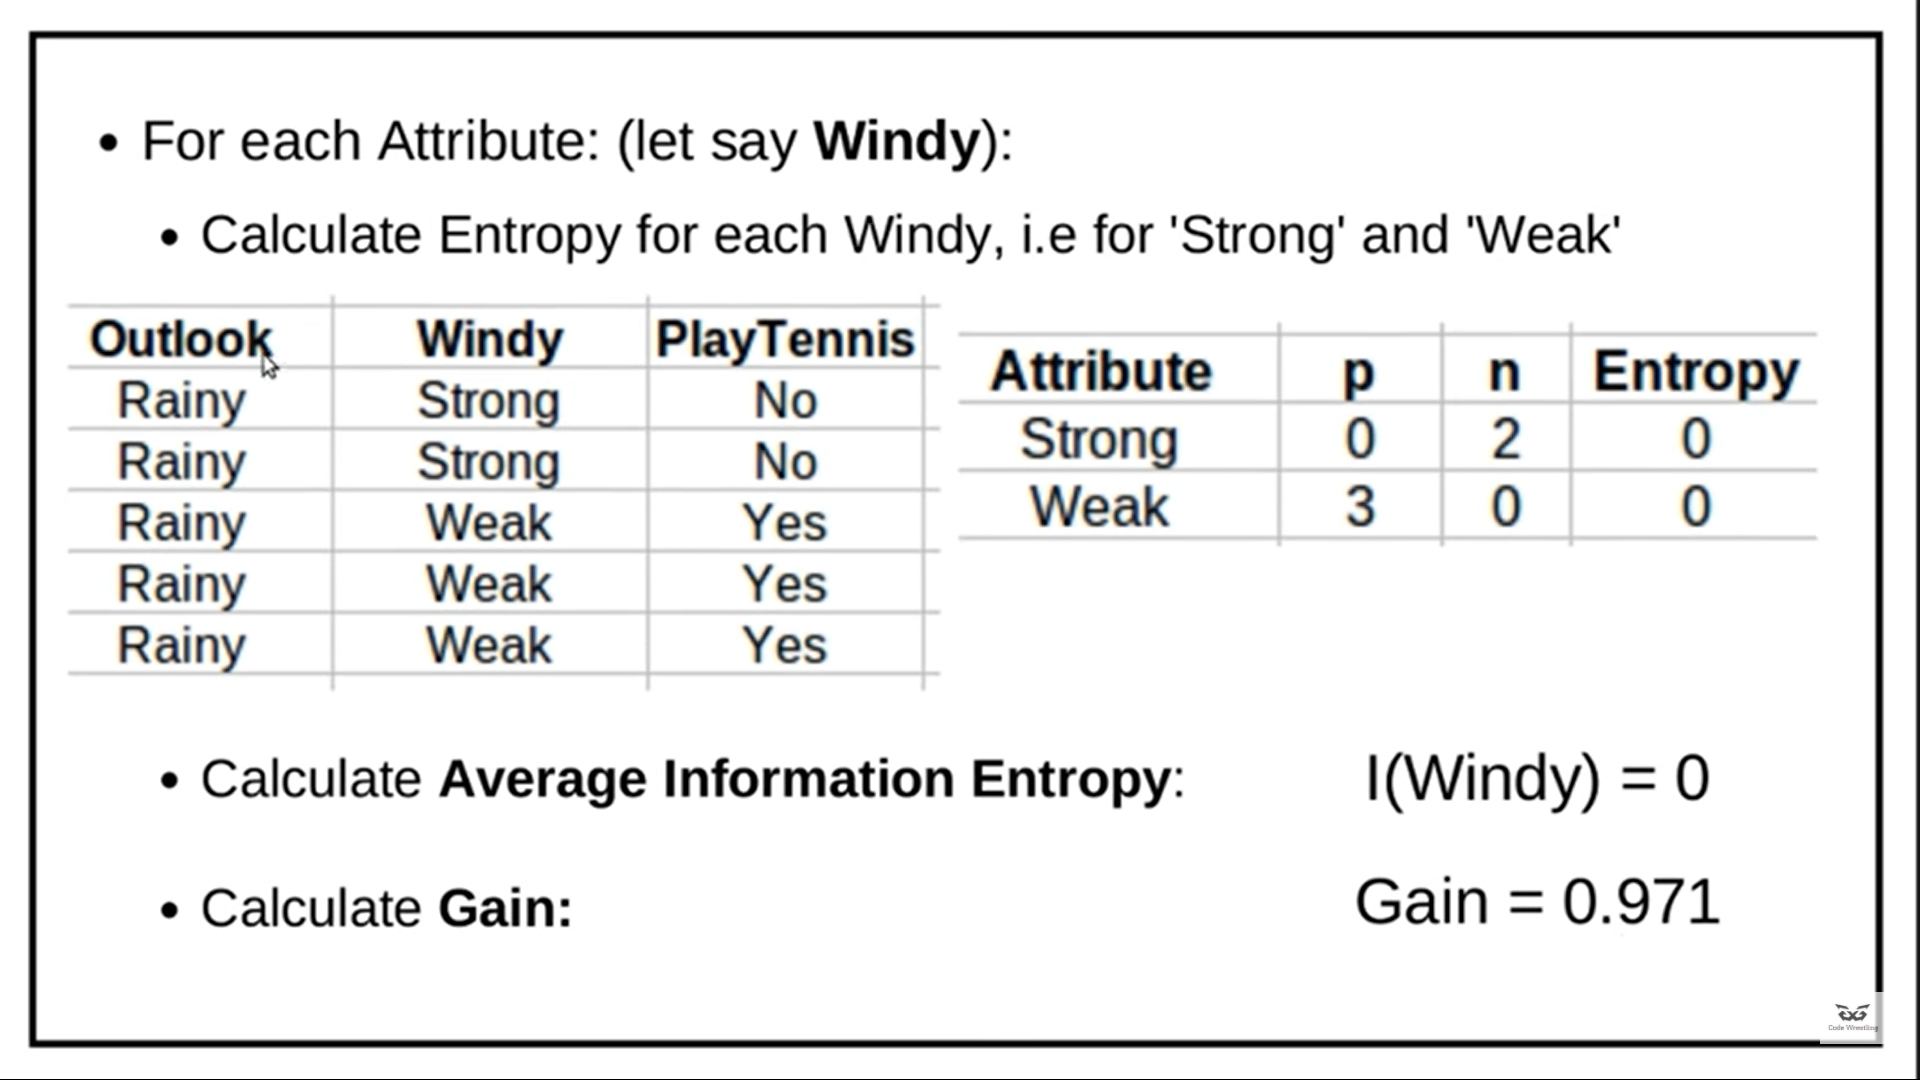 For each Attribute: (let say Windy):
Calculate Entropy for each Windy, i.e for 'Strong' and 'Weak'
Outlook Windy PlayTennis
Rainy Strong No
Rainy Strong No
Rainy Weak Yes
Rainy Weak Yes
Rainy Weak Yes
Attribute p n Entropy
Strong 0 2 0
Weak 3 0 0
Calculate Average Information Entropy: I(Windy) = 0
Calculate Gain: Gain = 0.971
Code Wrestling